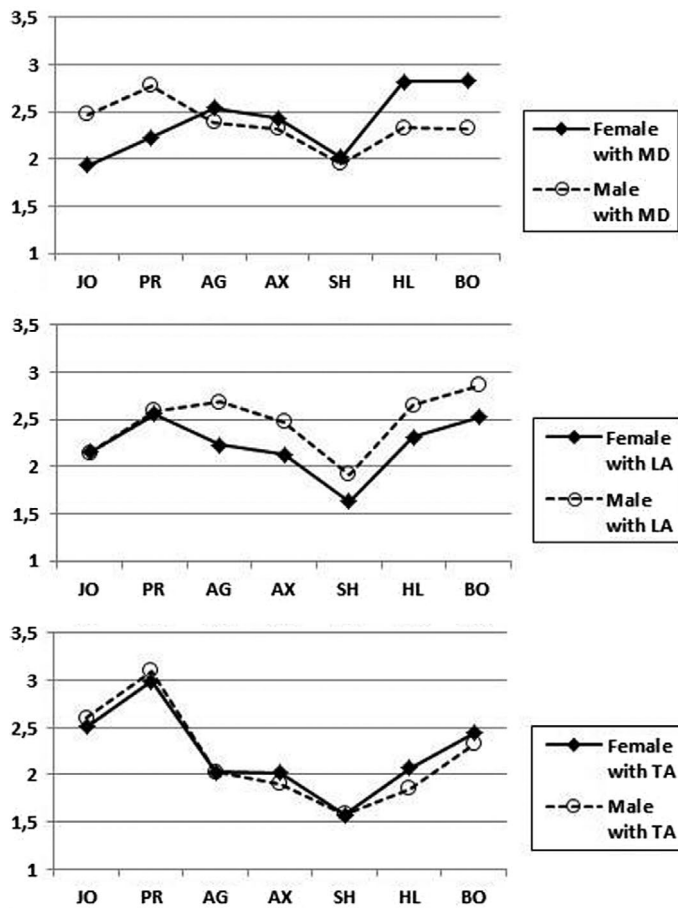 3,5
3
2,5
2
1,5
1
JO PR AG AX SH HL BO
Female
with MD
Male
with MD
3,5
3
2,5
2
1,5
1
JO PR AG AX SH HL BO
Female
with LA
Male
with LA
3,5
3
2,5
2
1,5
1
JO PR AG AX SH HL BO
Female
with TA
Male
with TA